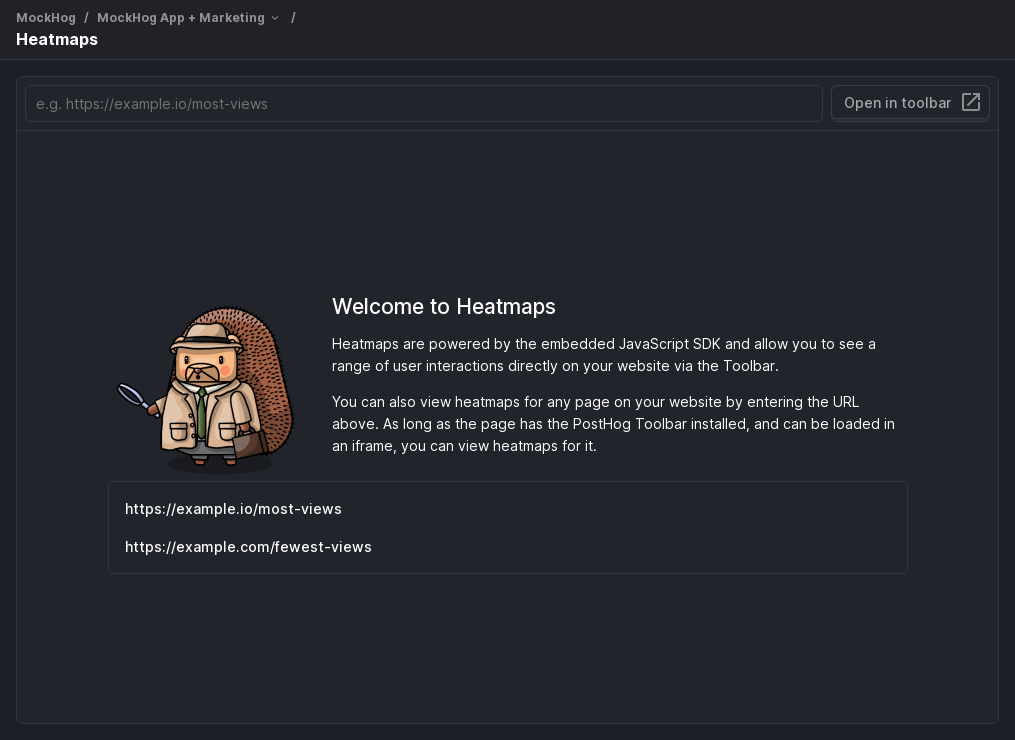 MockHog / MockHog App + Marketing /
Heatmaps
e.g. https://example.io/most-views
Open in toolbar
Welcome to Heatmaps
Heatmaps are powered by the embedded JavaScript SDK and allow you to see a
range of user interactions directly on your website via the Toolbar.
You can also view heatmaps for any page on your website by entering the URL
above. As long as the page has the PostHog Toolbar installed, and can be loaded in
an iframe, you can view heatmaps for it.
https://example.io/most-views
https://example.com/fewest-views